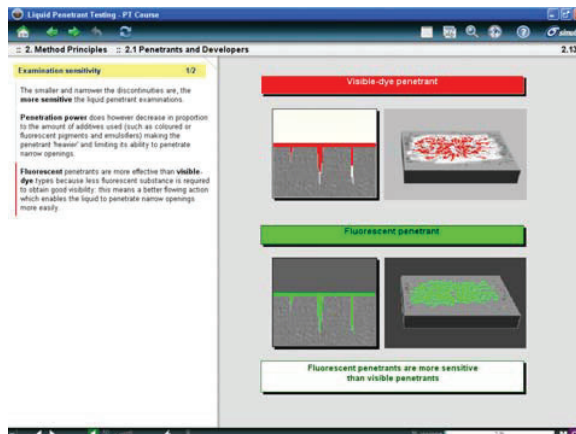 Liquid Penetrant Testing - PT Course
:: 2. Method Principles :: 2.1 Penetrants and Developers
2.13
Examination sensitivity 1/2
The smaller and narrower the discontinuities are, the
more sensitive the liquid penetrant examinations.
Penetration power does however decrease in proportion
to the amount of additives used (such as coloured or
fluorescent pigments and emulsifiers) making the
penetrant 'heavier' and limiting its ability to penetrate
narrow openings.
Fluorescent penetrants are more effective than visible-
dye types because less fluorescent substance is required
to obtain good visibility: this means a better flowing action
which enables the liquid to penetrate narrow openings
more easily.
Visible-dye penetrant
Fluorescent penetrant
Fluorescent penetrants are more sensitive
than visible penetrants